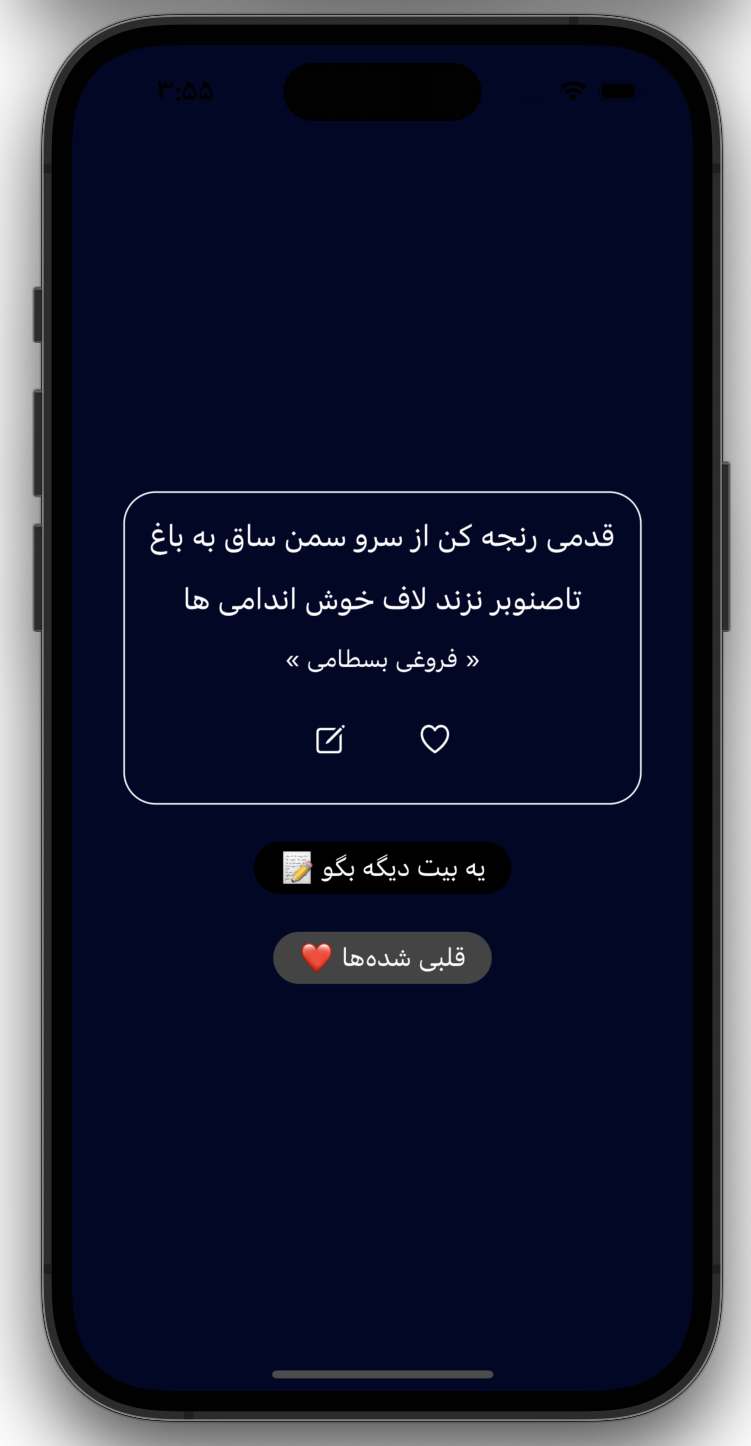 ۳:۵۵
قدمی رنجه کن از سرو سمن ساق به باغ
تاصنوبر نزند لاف خوش اندامی ها
« فروغی بسطامی »
یه بیت دیگه بگو 📝
قلبی شده‌ها ❤️